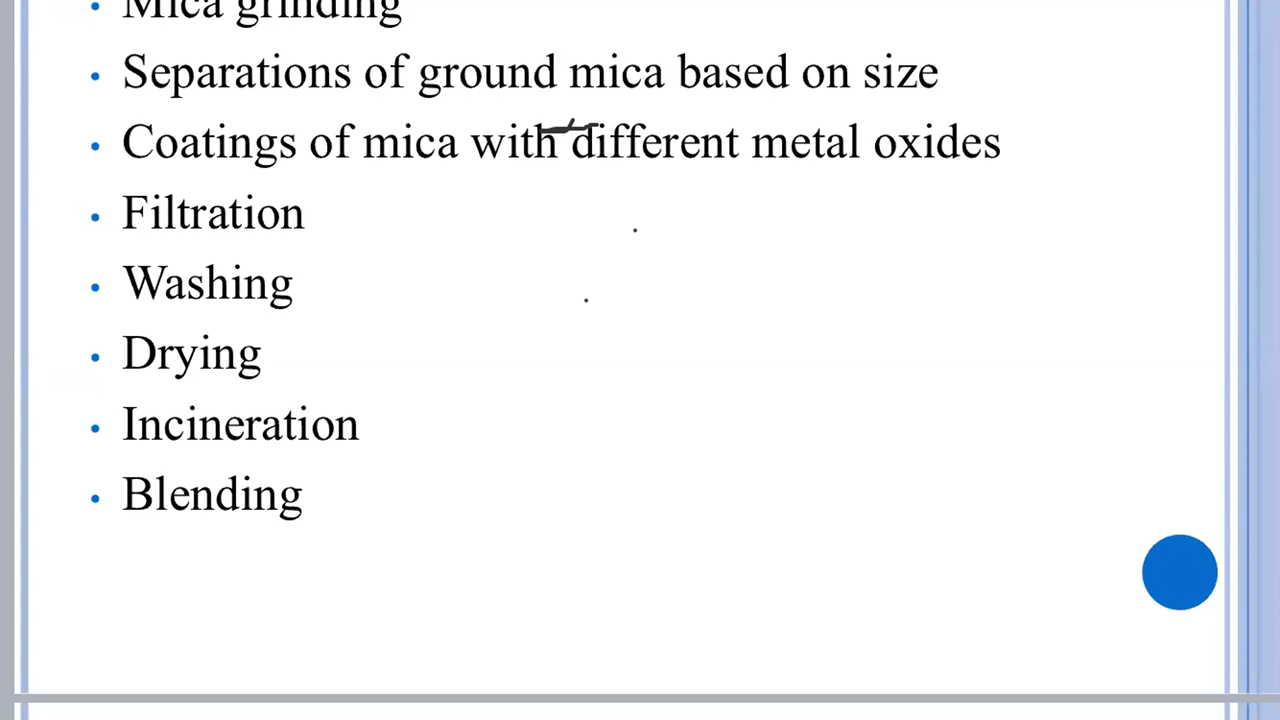 Mica grinding
Separations of ground mica based on size
Coatings of mica with different metal oxides
Filtration
Washing
Drying
Incineration
Blending